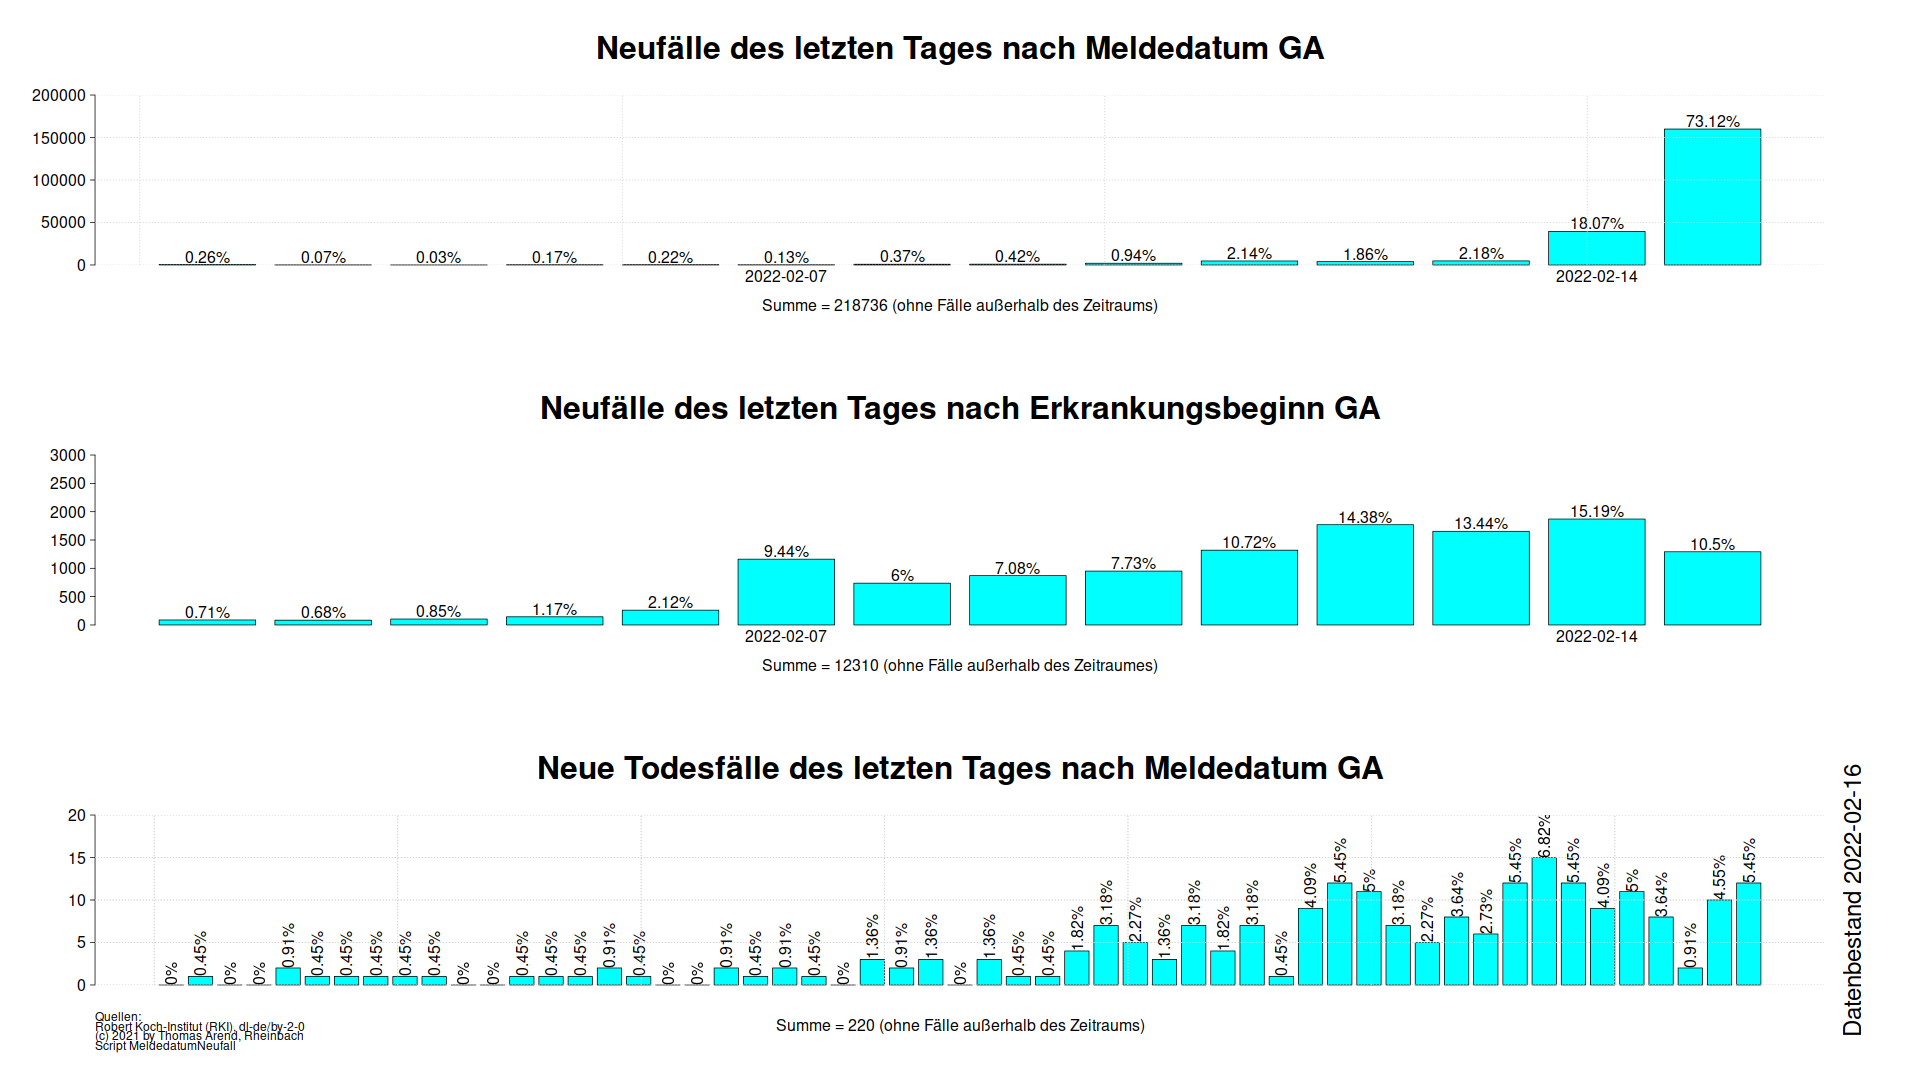 Neufälle des letzten Tages nach Meldedatum GA
200000
150000
100000
50000
0
0.26% 0.07% 0.03% 0.17% 0.22% 0.13% 0.37% 0.42% 0.94% 2.14% 1.86% 2.18% 18.07% 73.12%
2022-02-07 2022-02-14
Summe = 218736 (ohne Fälle außerhalb des Zeitraums)
Neufälle des letzten Tages nach Erkrankungsbeginn GA
3000
2500
2000
1500
1000
500
0
0.71% 0.68% 0.85% 1.17% 2.12% 9.44% 6% 7.08% 7.73% 10.72% 14.38% 13.44% 15.19% 10.5%
2022-02-07 2022-02-14
Summe = 12310 (ohne Fälle außerhalb des Zeitraumes)
Neue Todesfälle des letzten Tages nach Meldedatum GA
20
15
10
5
0
0% 0.45% 0% 0% 0.91% 0.45% 0.45% 0.45% 0.45% 0.45% 0% 0% 0.45% 0.45% 0.45% 0.91% 0.45% 0% 0% 0.91% 0.45% 0.91% 0.45% 0% 1.36% 0.91% 1.36% 0% 1.36% 0.45% 0.45% 1.82% 3.18% 2.27% 1.36% 3.18% 1.82% 3.18% 0.45% 4.09% 5.45% 5% 3.18% 2.27% 3.64% 2.73% 5.45% 6.82% 5.45% 4.09% 5% 3.64% 0.91% 4.55% 5.45%
Summe = 220 (ohne Fälle außerhalb des Zeitraums)
Quellen:
Robert Koch-Institut (RKI), dl-de/by-2-0
(c) 2021 by Thomas Arend, Rheinbach
Script MeldedatumNeufall
Datenbestand 2022-02-16